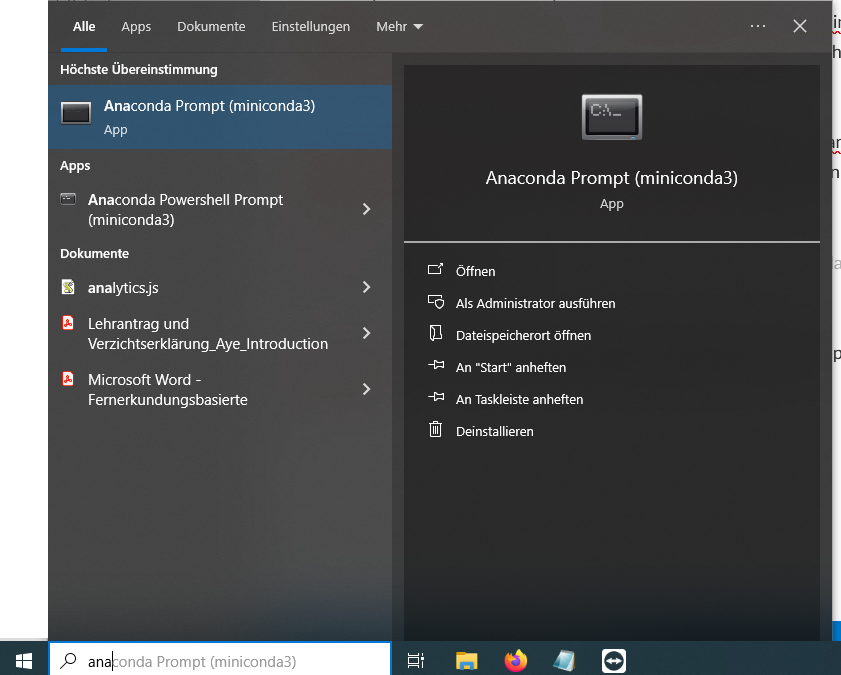 Alle Apps Dokumente Einstellungen Mehr ...
Höchste Übereinstimmung
Anaconda Prompt (miniconda3)
App
Apps
Anaconda Powershell Prompt
(miniconda3)
Dokumente
analytics.js
Lehrantrag und
Verzichtserklärung_Aye_Introduction
Microsoft Word -
Fernerkundungsbasierte
C:\_
Anaconda Prompt (miniconda3)
App
Öffnen
Als Administrator ausführen
Dateispeicherort öffnen
An "Start" anheften
An Taskleiste anheften
Deinstallieren
anaconda Prompt (miniconda3)